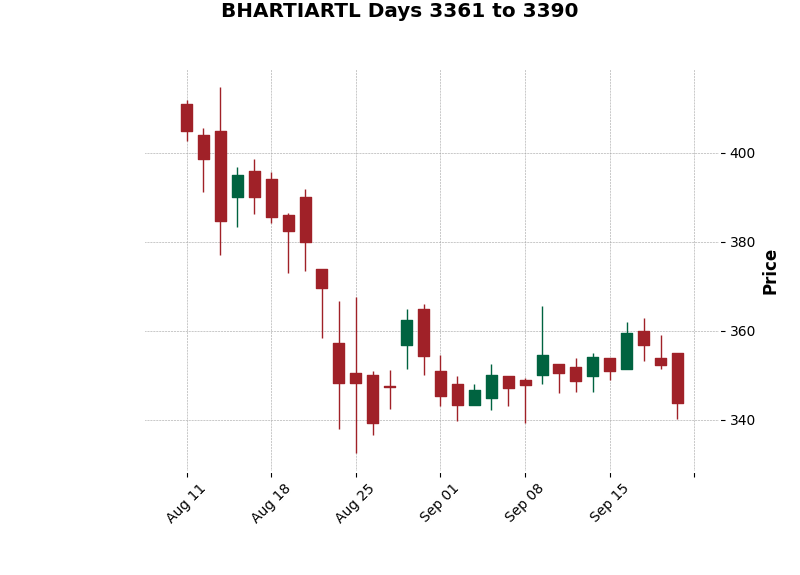 BHARTIARTL Days 3361 to 3390
400
380
360
340
Price
Aug 11
Aug 18
Aug 25
Sep 01
Sep 08
Sep 15